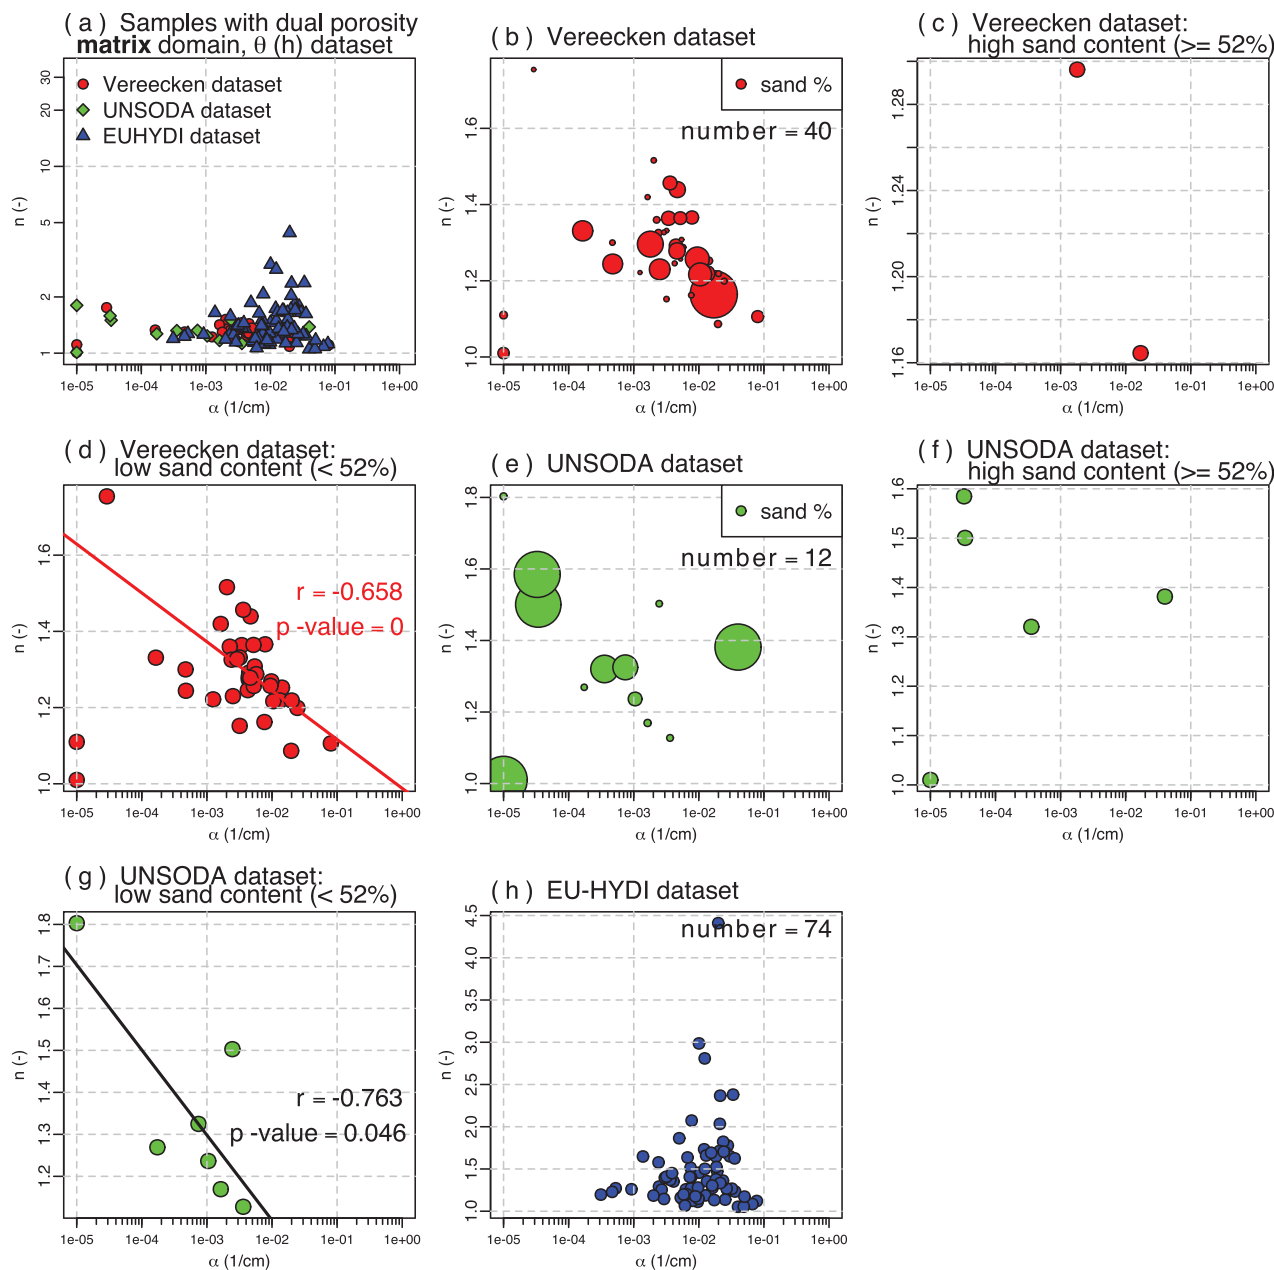 ( a ) Samples with dual porosity
matrix domain, θ (h) dataset
Vereecken dataset
UNSODA dataset
EUHYDI dataset
30
20
10
5
2
1
n (-)
1e-05 1e-04 1e-03 1e-02 1e-01 1e+00
α (1/cm)
( b ) Vereecken dataset
sand %
number = 40
1.6
1.4
1.2
1.0
n (-)
1e-05 1e-04 1e-03 1e-02 1e-01 1e+00
α (1/cm)
( c ) Vereecken dataset:
high sand content (>= 52%)
1.28
1.24
1.20
1.16
n (-)
1e-05 1e-04 1e-03 1e-02 1e-01 1e+00
α (1/cm)
( d ) Vereecken dataset:
low sand content (< 52%)
r = -0.658
p -value = 0
1.6
1.4
1.2
1.0
n (-)
1e-05 1e-04 1e-03 1e-02 1e-01 1e+00
α (1/cm)
( e ) UNSODA dataset
sand %
number = 12
1.8
1.6
1.4
1.2
1.0
n (-)
1e-05 1e-04 1e-03 1e-02 1e-01 1e+00
α (1/cm)
( f ) UNSODA dataset:
high sand content (>= 52%)
1.6
1.5
1.4
1.3
1.2
1.1
1.0
n (-)
1e-05 1e-04 1e-03 1e-02 1e-01 1e+00
α (1/cm)
( g ) UNSODA dataset:
low sand content (< 52%)
r = -0.763
p -value = 0.046
1.8
1.7
1.6
1.5
1.4
1.3
1.2
n (-)
1e-05 1e-04 1e-03 1e-02 1e-01 1e+00
α (1/cm)
( h ) EU-HYDI dataset
number = 74
4.5
4.0
3.5
3.0
2.5
2.0
1.5
1.0
n (-)
1e-05 1e-04 1e-03 1e-02 1e-01 1e+00
α (1/cm)